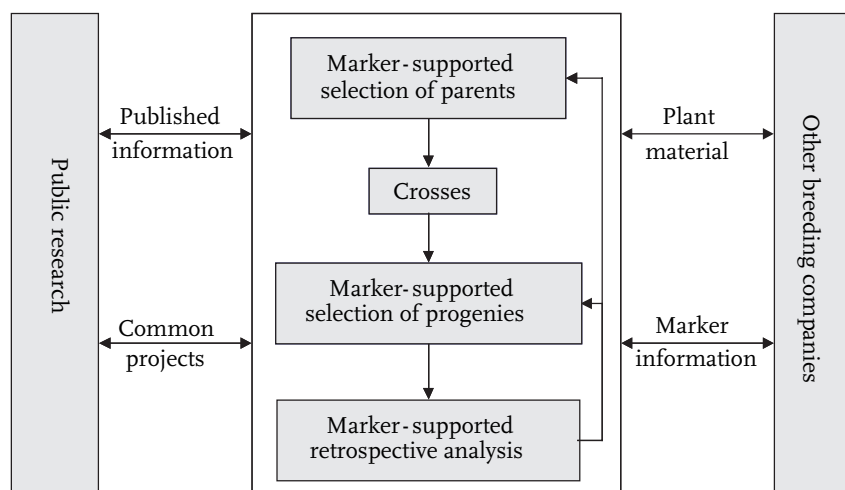 Public research
Published
information
Common
projects
Marker-supported
selection of parents
Crosses
Marker-supported
selection of progenies
Marker-supported
retrospective analysis
Plant
material
Marker
information
Other breeding companies